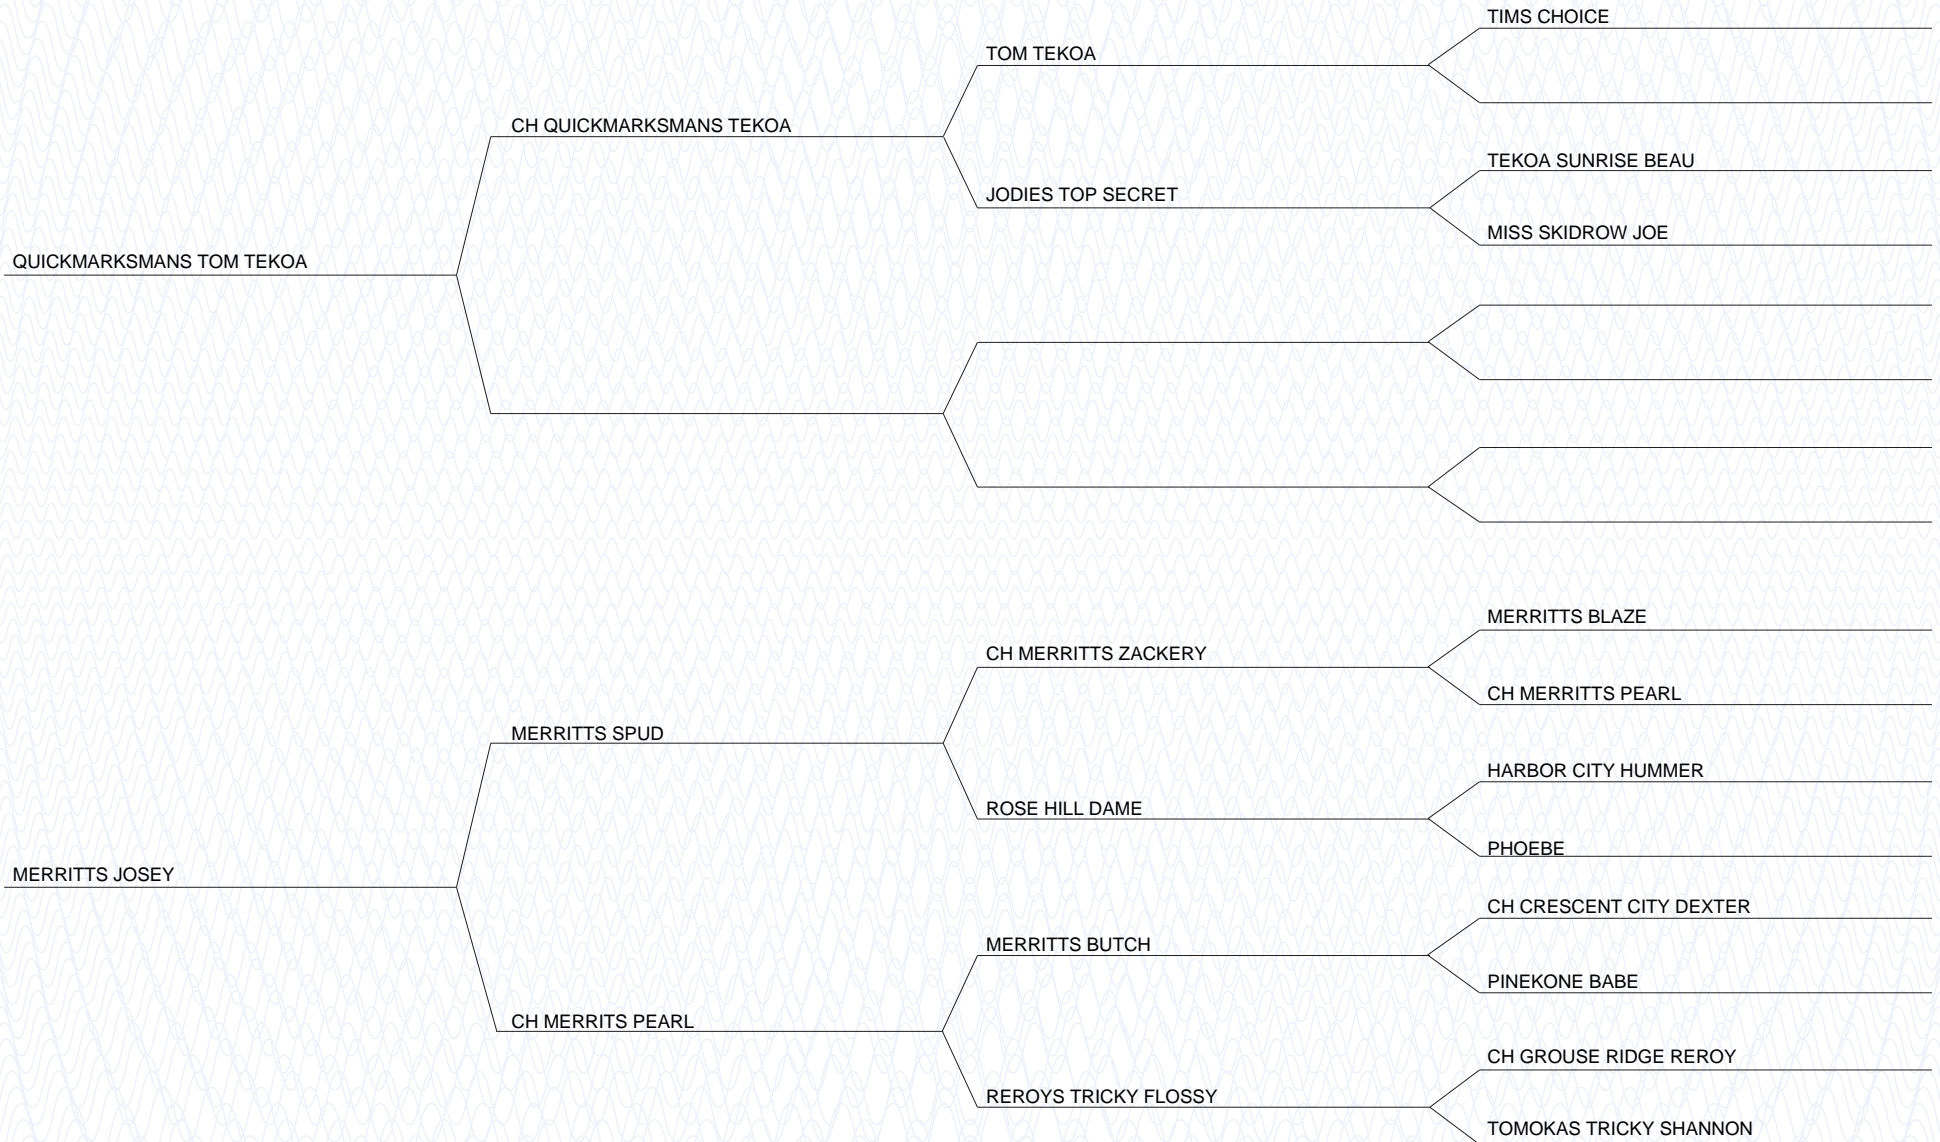 TIMS CHOICE
TOM TEKOA
CH QUICKMARKSMANS TEKOA
TEKOA SUNRISE BEAU
JODIES TOP SECRET
MISS SKIDROW JOE
QUICKMARKSMANS TOM TEKOA
MERRITTS BLAZE
CH MERRITTS ZACKERY
CH MERRITTS PEARL
MERRITTS SPUD
HARBOR CITY HUMMER
ROSE HILL DAME
PHOEBE
MERRITTS JOSEY
CH CRESCENT CITY DEXTER
MERRITTS BUTCH
PINEKONE BABE
CH MERRITS PEARL
CH GROUSE RIDGE REROY
REROYS TRICKY FLOSSY
TOMOKAS TRICKY SHANNON